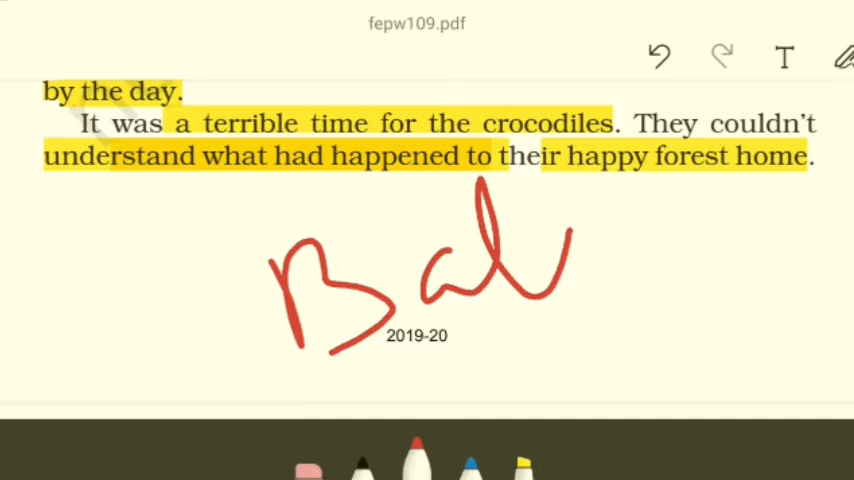 fepw109.pdf
T
by the day.
It was a terrible time for the crocodiles. They couldn't
understand what had happened to their happy forest home.
Bal
2019-20